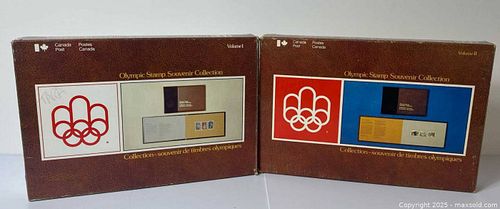 Canada Postes
Post Canada
Volume I
Olympic Stamp Souvenir Collection
Collection-souvenir de timbres olympiques
Canada Postes
Post Canada
Volume II
Olympic Stamp Souvenir Collection
Collection-souvenir de timbres olympiques
Copyright 2025 - maxsold.com